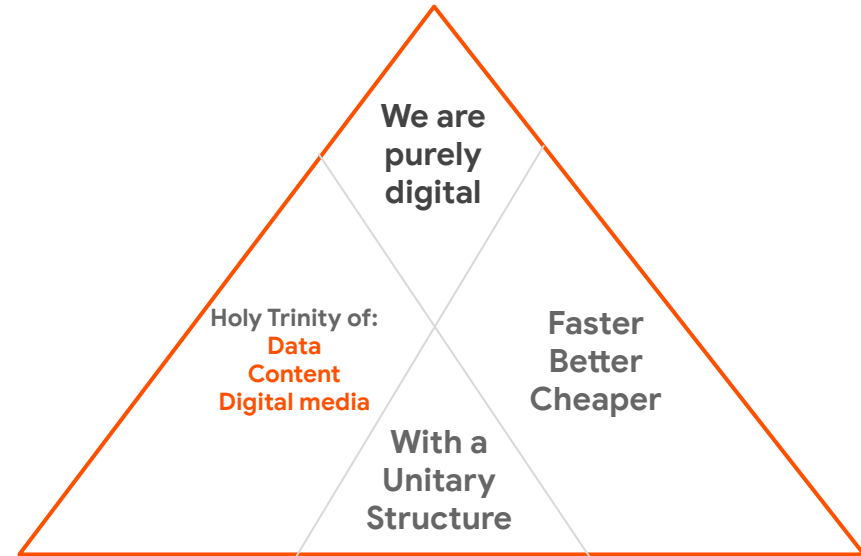 We are
purely
digital
Holy Trinity of:
Data
Content
Digital media
Faster
Better
Cheaper
With a
Unitary
Structure